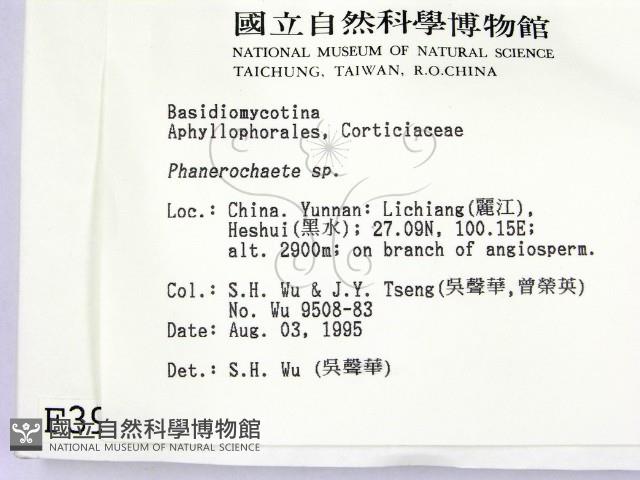 國立自然科學博物館
NATIONAL MUSEUM OF NATURAL SCIENCE
TAICHUNG, TAIWAN, R.O.CHINA
Basidiomycotina
Aphyllophorales, Corticiaceae
Phanerochaete sp.
Loc.: China. Yunnan: Lichiang(麗江),
Heshui(黑水); 27.09N, 100.15E;
alt. 2900m; on branch of angiosperm.
Col.: S.H. Wu & J.Y. Tseng(吳聲華,曾榮英)
No. Wu 9508-83
Date: Aug. 03, 1995
Det.: S.H. Wu (吳聲華)
國立自然科學博物館
NATIONAL MUSEUM OF NATURAL SCIENCE